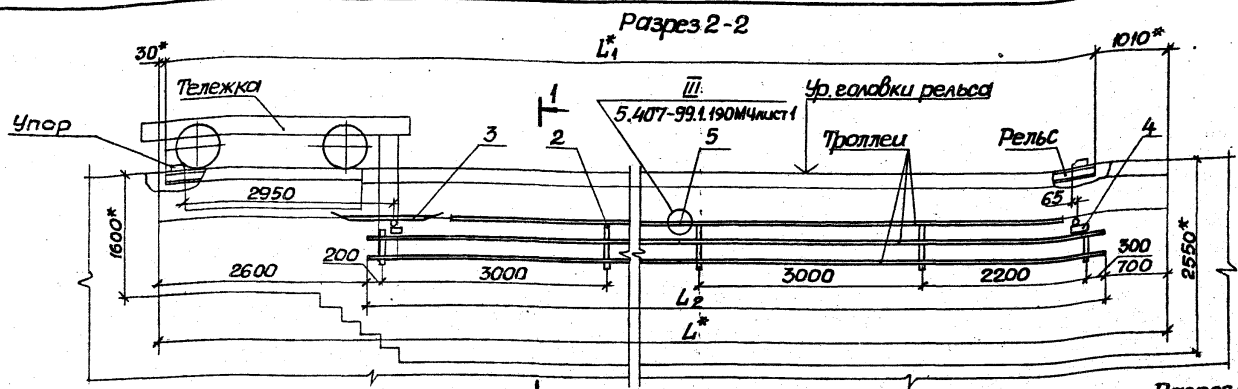 Разрез 2-2
30*
L1*
1010*
Тележка
1
III
5.407-99.1.190МЧ лист 1
Ур. головки рельса
Упор
3
2
5
Троллеи
Рельс
4
2950
65
1600*
2550*
2600
200
3000
3000
2200
300
700
L2
L*